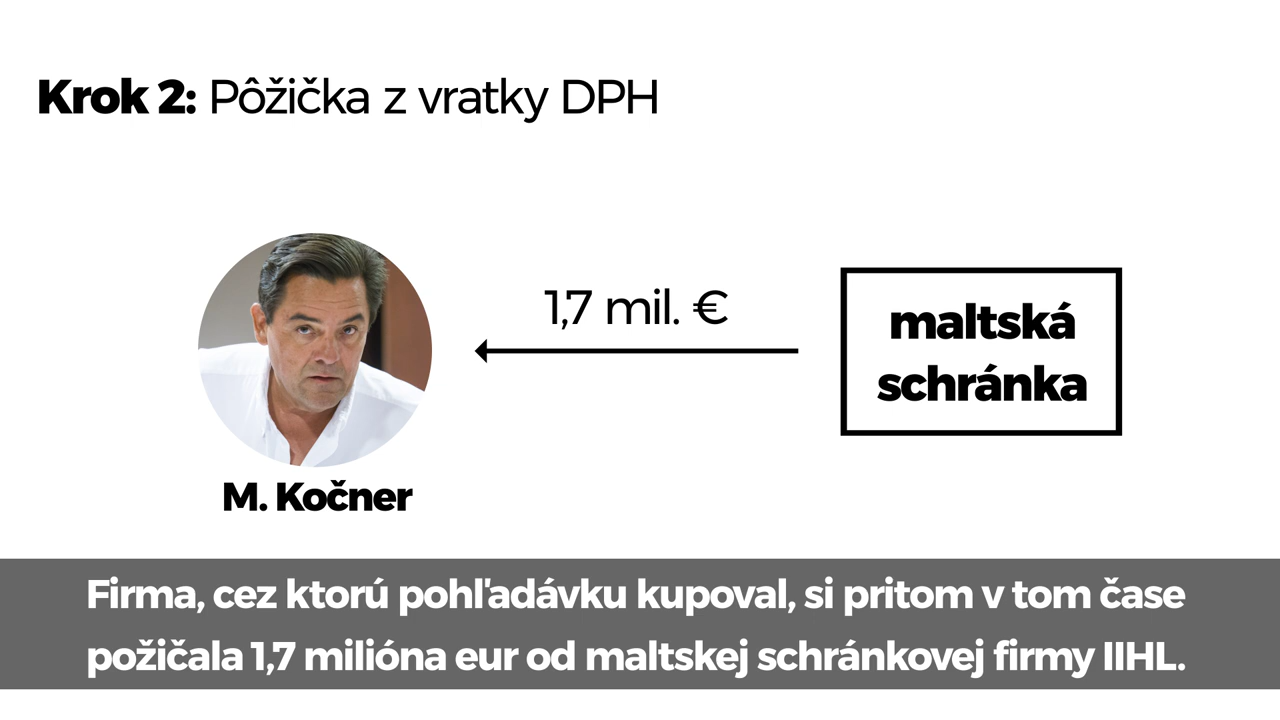 Krok 2: Pôžička z vratky DPH
1,7 mil. €
maltská
schránka
M. Kočner
Firma, cez ktorú pohľadávku kupoval, si pritom v tom čase
požičala 1,7 milióna eur od maltskej schránkovej firmy IIHL.